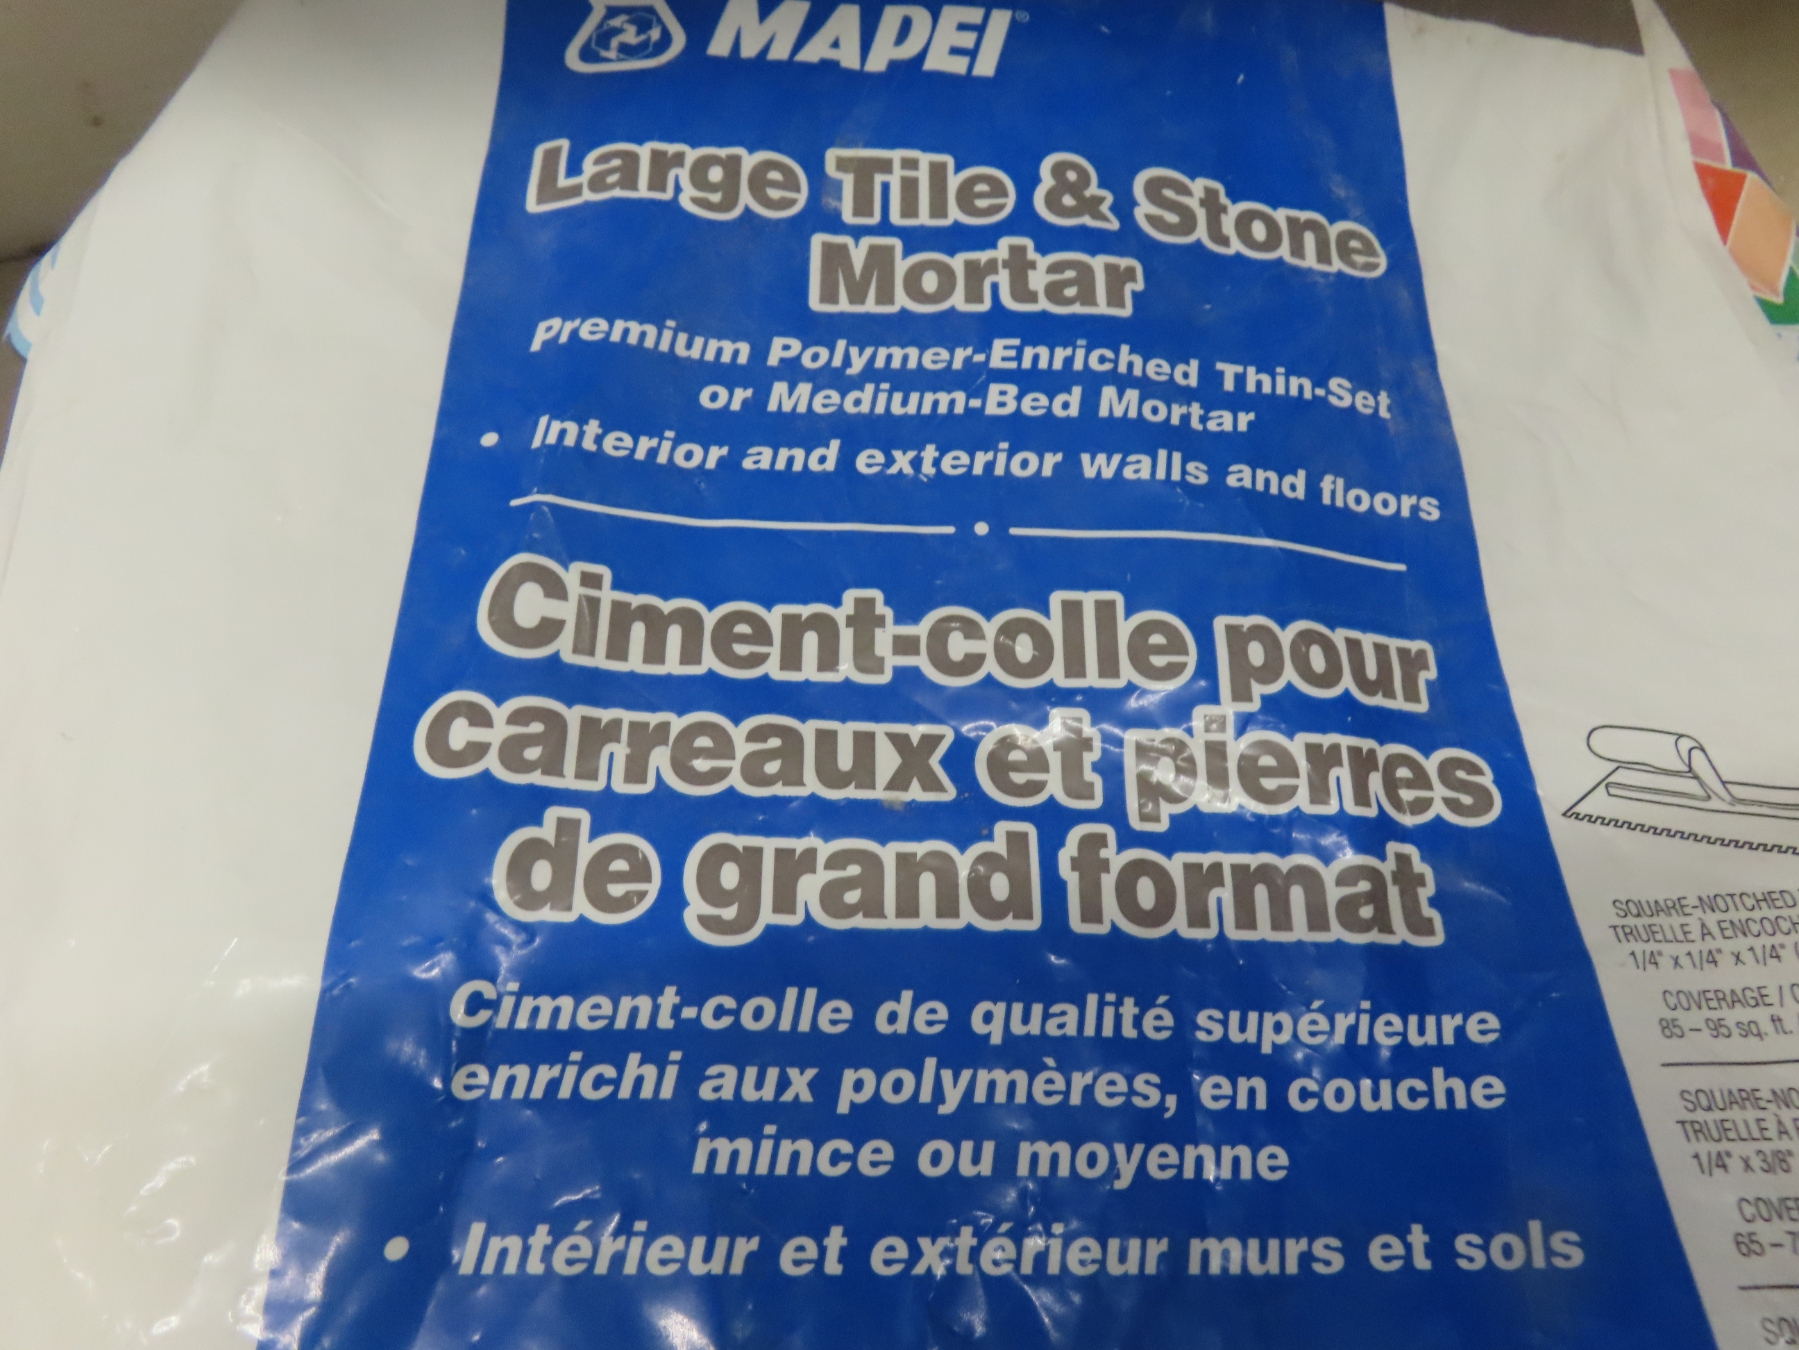 MAPEI®
Large Tile & Stone
Mortar
Premium Polymer-Enriched Thin-Set
or Medium-Bed Mortar
• Interior and exterior walls and floors
Ciment-colle pour
carreaux et pierres
de grand format
Ciment-colle de qualité supérieure
enrichi aux polymères, en couche
mince ou moyenne
• Intérieur et extérieur murs et sols
SQUARE-NOTCHED
TRUELLE À
1/4" x 1/4" x 1/4"
COVERAGE /
85 – 95 sq. ft.
TRUELLE À
1/4" x 3/8"